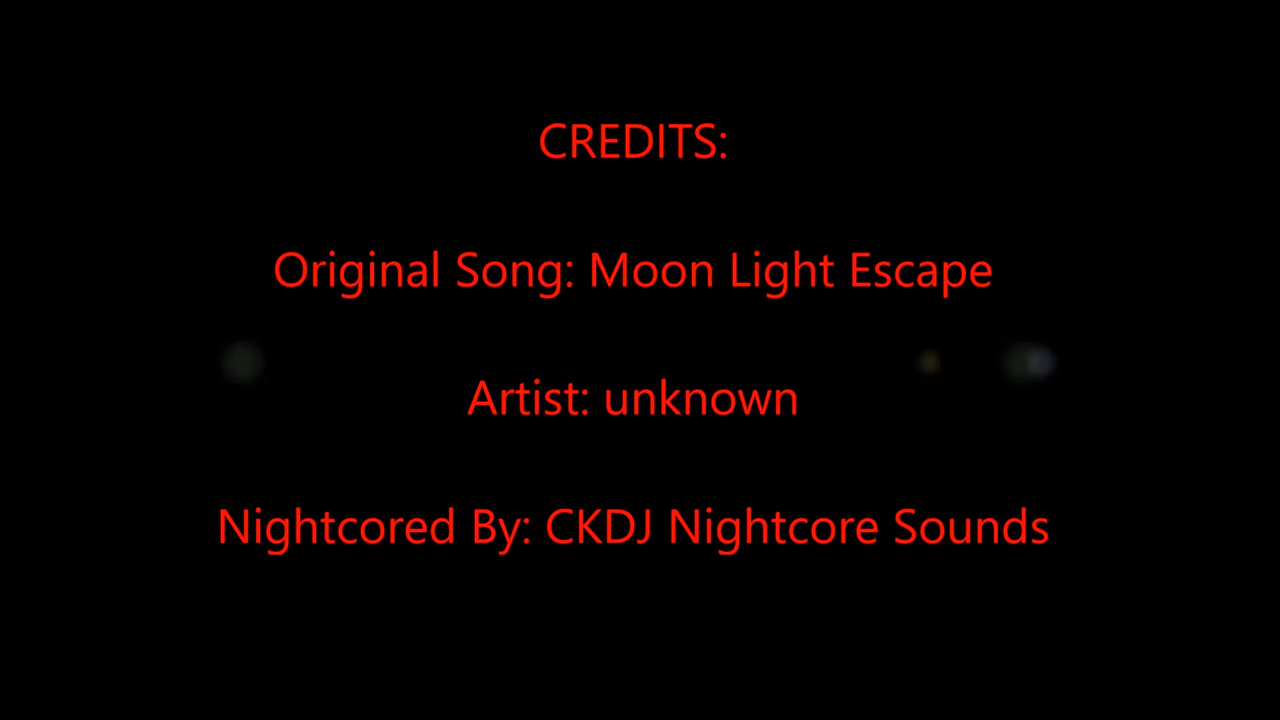 CREDITS:
Original Song: Moon Light Escape
Artist: unknown
Nightcored By: CKDJ Nightcore Sounds